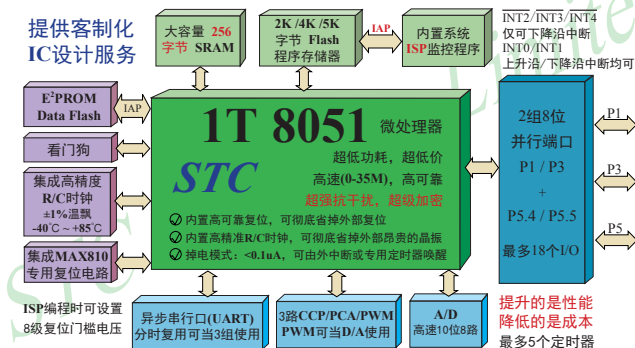 提供客制化
IC设计服务
大容量 256
字节 SRAM
2K /4K /5K
字节 Flash
程序存储器
IAP
内置系统
ISP监控程序
INT2/INT3/INT4
仅可下降沿中断
INT0/INT1
上升沿/下降沿中断均可
E²PROM
Data Flash
IAP
看门狗
集成高精度
R/C时钟
±1%温飘
-40℃ ~ +85℃
集成MAX810
专用复位电路
ISP编程时可设置
8级复位门槛电压
1T 8051 微处理器
STC
超低功耗，超低价
高速(0-35M)，高可靠
超强抗干扰，超级加密
内置高可靠复位，可彻底省掉外部复位
内置高精准R/C时钟，可彻底省掉外部昂贵的晶振
掉电模式：<0.1uA，可由外中断或专用定时器唤醒
2组8位
并行端口
P1 / P3
+
P5.4 / P5.5
最多18个I/O
P1
P3
P5
异步串行口(UART)
分时复用可当3组使用
3路CCP/PCA/PWM
PWM可当D/A使用
A/D
高速10位8路
提升的是性能
降低的是成本
最多5个定时器
STC
Limite